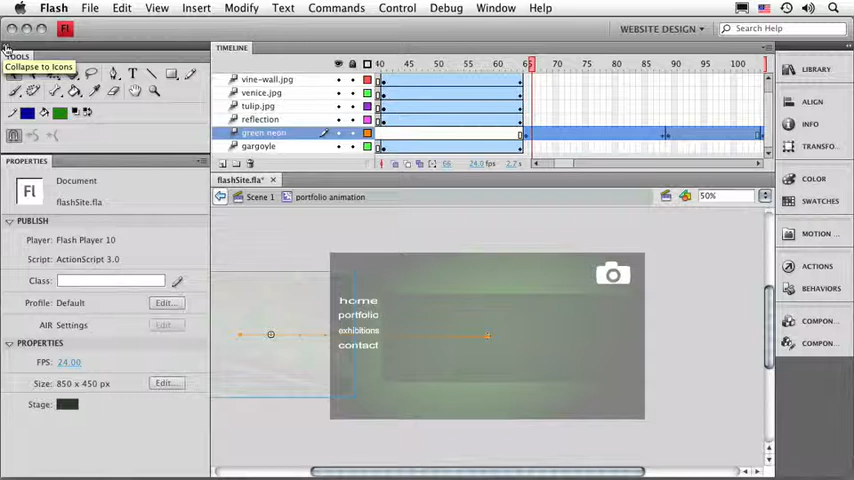 Flash File Edit View Insert Modify Text Commands Control Debug Window Help
Fl WEBSITE DESIGN Search Help
TOOLS
Collapse to Icons
TIMELINE
40 45 50 55 60 65 70 75 80 85 90 95 100
vine-wall.jpg
venice.jpg
tulip.jpg
reflection
green neon
gargoyle
66 24.0 fps 2.7 s
PROPERTIES
Fl Document
flashSite.fla
PUBLISH
Player: Flash Player 10
Script: ActionScript 3.0
Class:
Profile: Default Edit...
AIR Settings Edit...
PROPERTIES
FPS: 24.00
Size: 850 x 450 px Edit...
Stage:
flashSite.fla*
Scene 1 portfolio animation 50%
home
portfolio
exhibitions
contact
LIBRARY
ALIGN
INFO
TRANSFO...
COLOR
SWATCHES
MOTION ...
ACTIONS
BEHAVIORS
COMPON...
COMPON...